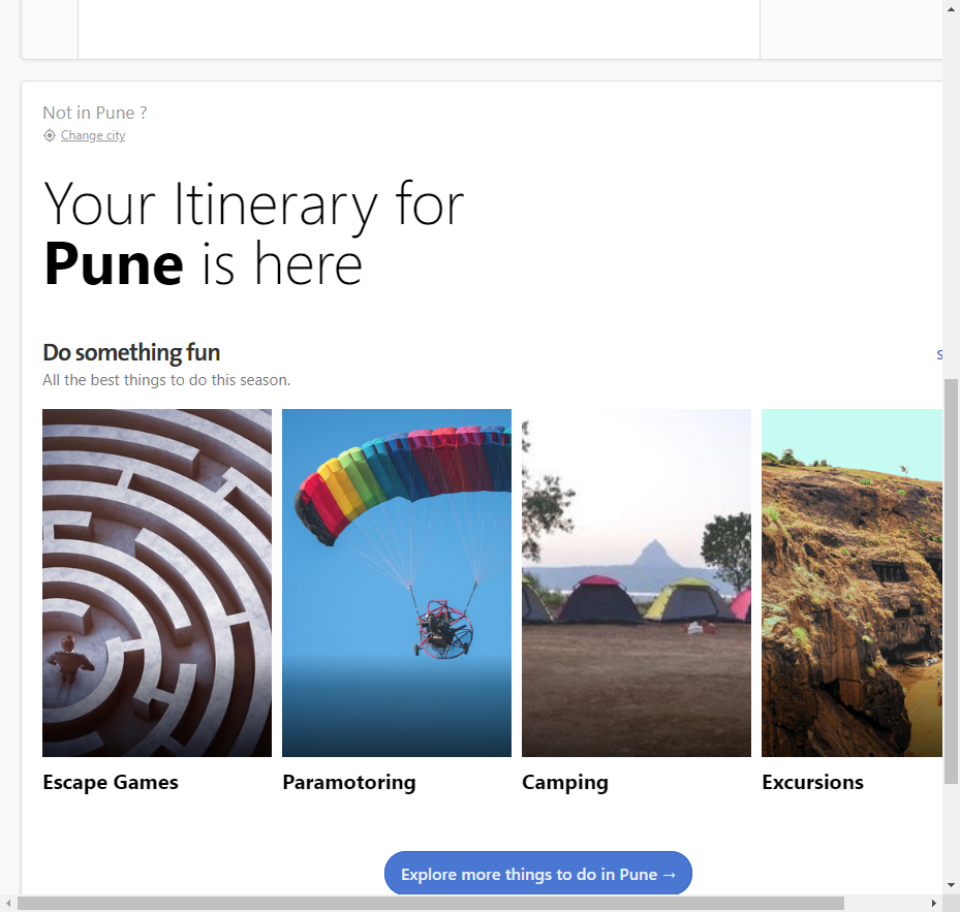 Not in Pune ?
Change city
Your Itinerary for
Pune is here
Do something fun
All the best things to do this season.
Escape Games
Paramotoring
Camping
Excursions
Explore more things to do in Pune →